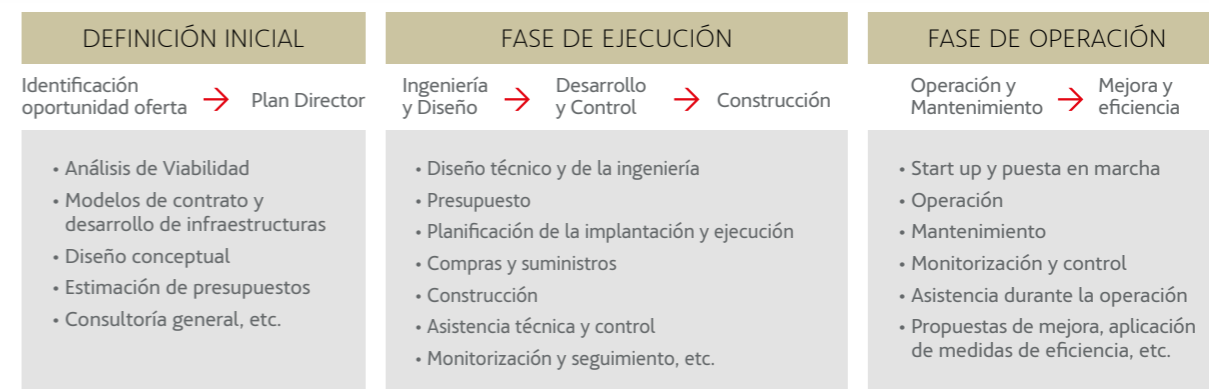 DEFINICIÓN INICIAL
Identificación
oportunidad oferta → Plan Director
• Análisis de Viabilidad
• Modelos de contrato y
desarrollo de infraestructuras
• Diseño conceptual
• Estimación de presupuestos
• Consultoría general, etc.
FASE DE EJECUCIÓN
Ingeniería
y Diseño → Desarrollo
y Control → Construcción
• Diseño técnico y de la ingeniería
• Presupuesto
• Planificación de la implantación y ejecución
• Compras y suministros
• Construcción
• Asistencia técnica y control
• Monitorización y seguimiento, etc.
FASE DE OPERACIÓN
Operación y
Mantenimiento → Mejora y
eficiencia
• Start up y puesta en marcha
• Operación
• Mantenimiento
• Monitorización y control
• Asistencia durante la operación
• Propuestas de mejora, aplicación
de medidas de eficiencia, etc.